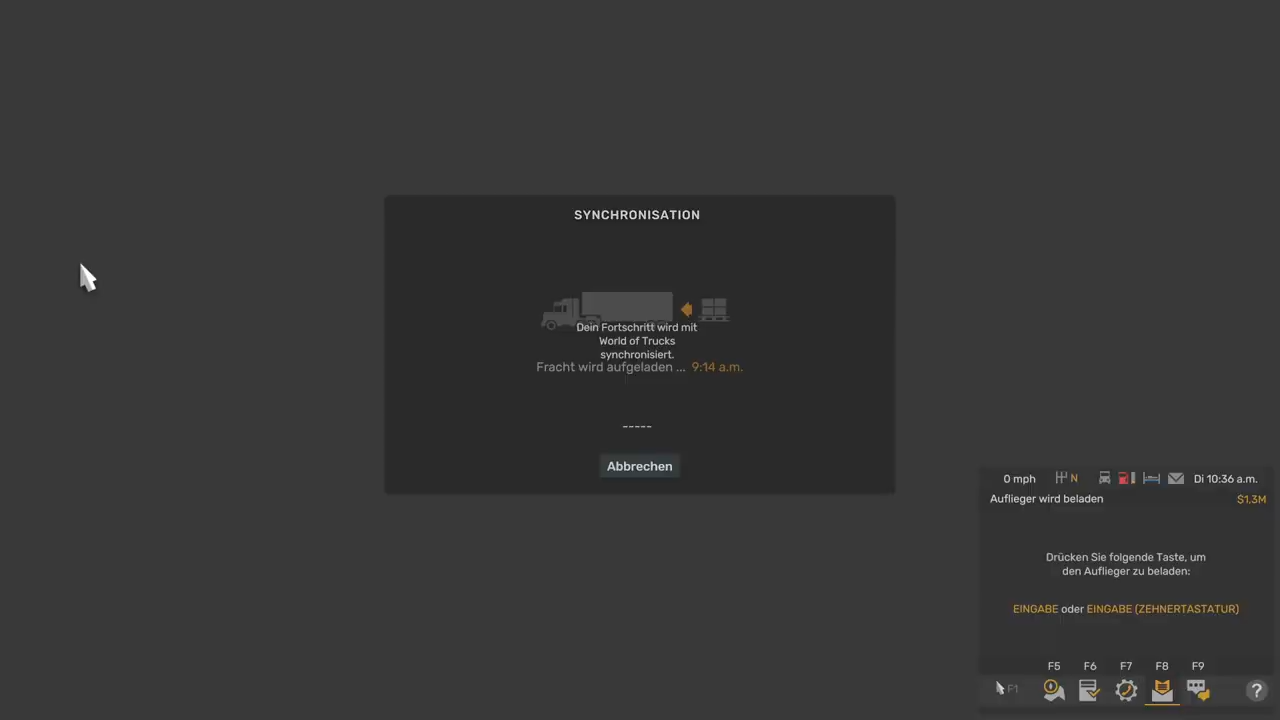 SYNCHRONISATION
Dein Fortschritt wird mit
World of Trucks
synchronisiert.
Fracht wird aufgeladen ... 9:14 a.m.
-----
Abbrechen
0 mph N Di 10:36 a.m.
Auflieger wird beladen $1,3M
Drücken Sie folgende Taste, um
den Auflieger zu beladen:
EINGABE oder EINGABE (ZEHNERTASTATUR)
F5 F6 F7 F8 F9
F1 ?